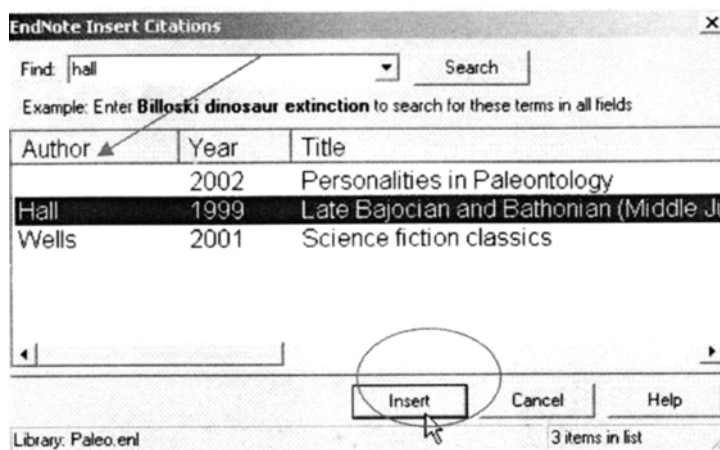 EndNote Insert Citations
Find: hall Search
Example: Enter Billoski dinosaur extinction to search for these terms in all fields
Author Year Title
2002 Personalities in Paleontology
Hall 1999 Late Bajocian and Bathonian (Middle Ju
Wells 2001 Science fiction classics
Insert Cancel Help
Library: Paleo.enl 3 items in list